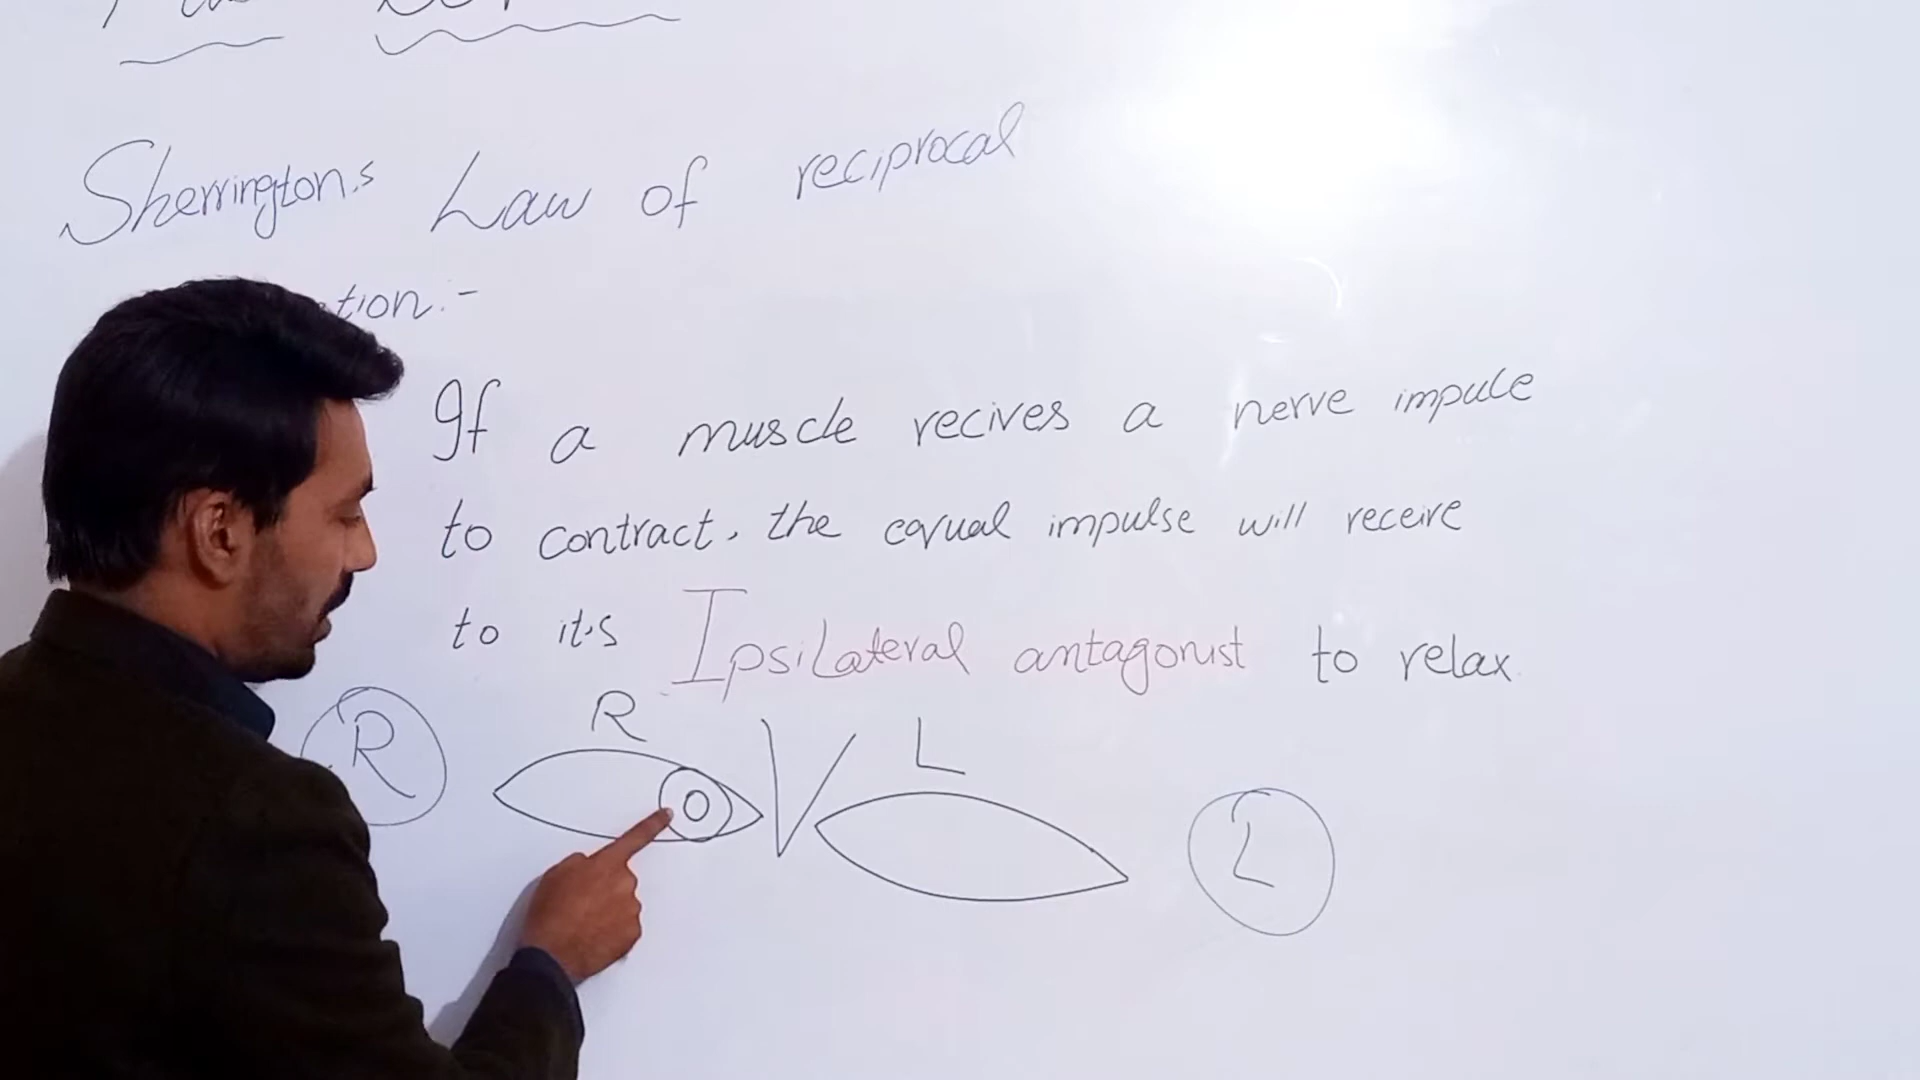 Sherrington,s Law of reciprocal
tion:-
If a muscle recives a nerve impulse
to contract, the equal impulse will receive
to it,s Ipsilateral antagonist to relax.
R
R
L
L